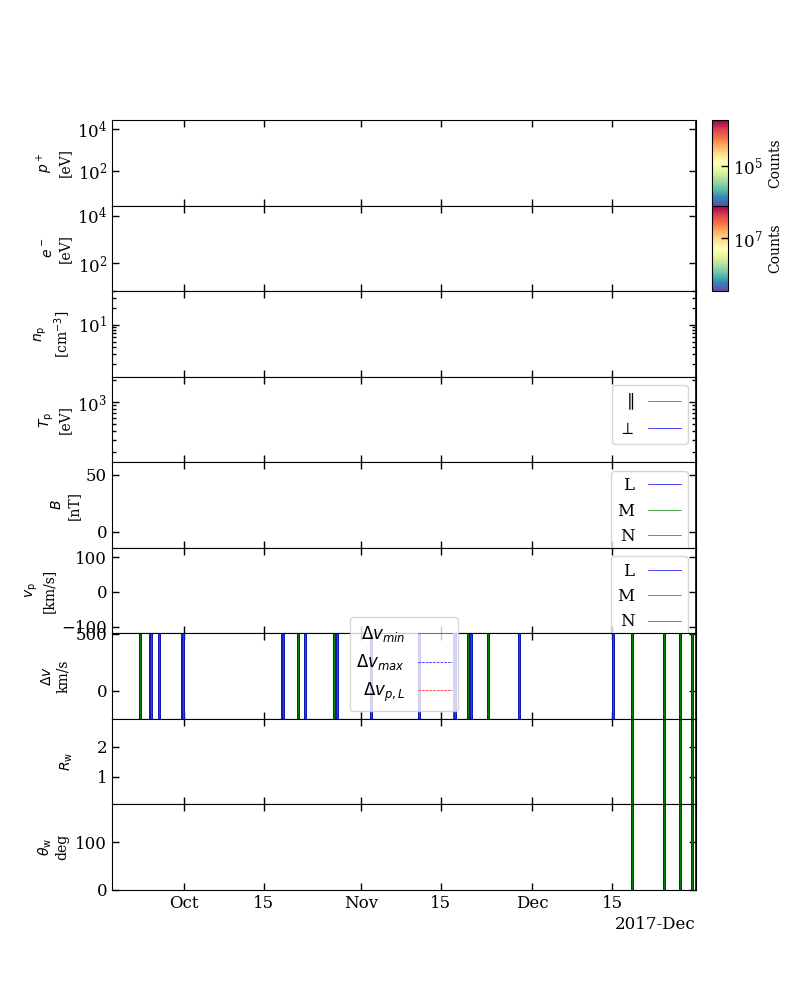 10^4
10^2
p^+
[eV]
10^5
Counts
10^4
10^2
e^-
[eV]
10^7
Counts
10^1
n_p
[cm^-3]
10^3
T_p
[eV]
∥
⊥
50
0
B
[nT]
L
M
N
100
0
−100
v_p
[km/s]
L
M
N
500
0
Δv
km/s
Δv_min
Δv_max
Δv_p,L
2
1
R_w
100
0
θ_w
deg
Oct 15 Nov 15 Dec 15
2017-Dec